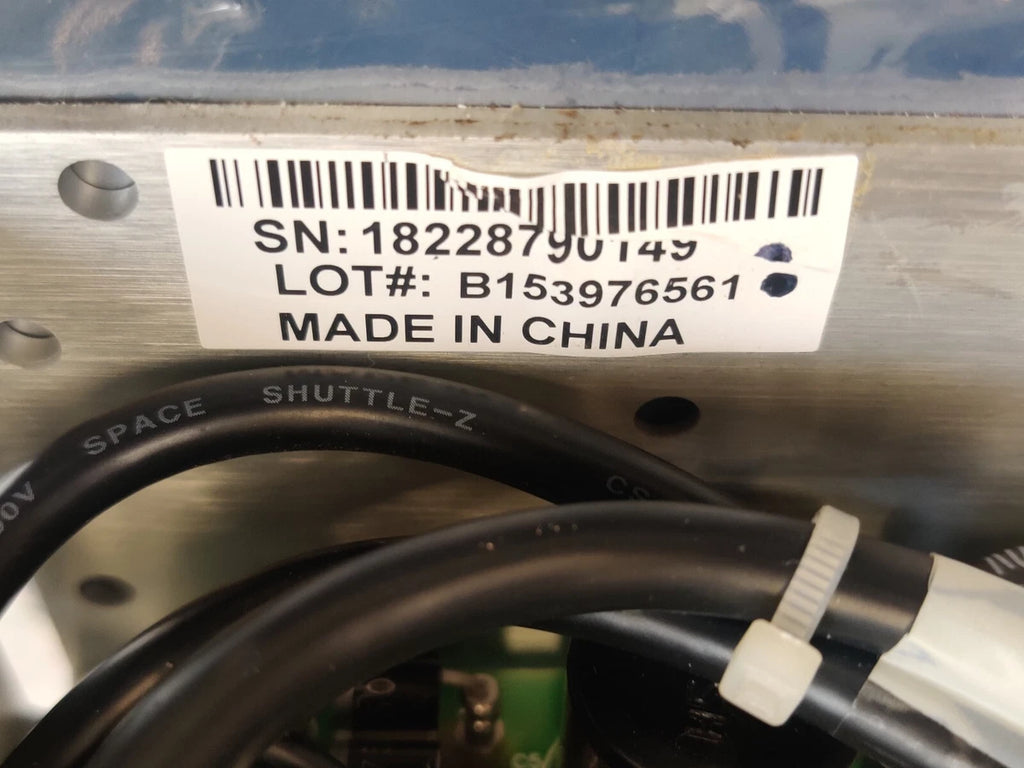 SN: 18228790149
LOT#: B153976561
MADE IN CHINA
SPACE SHUTTLE-Z